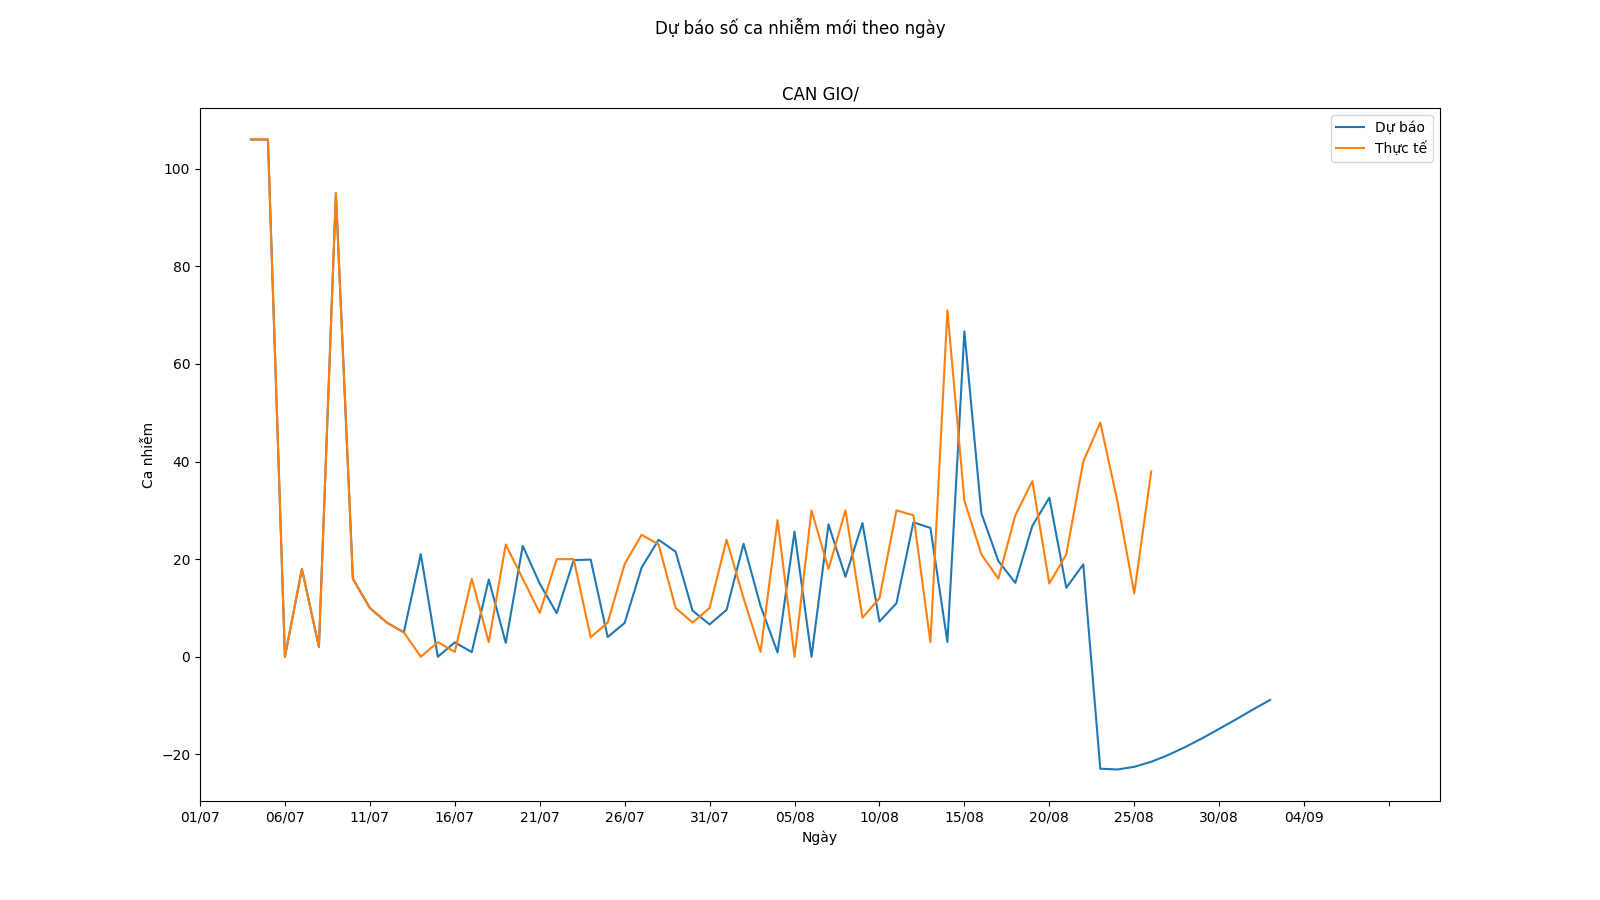 Dự báo số ca nhiễm mới theo ngày
CAN GIO/
Dự báo
Thực tế
100
80
60
40
20
0
−20
Ca nhiễm
01/07 06/07 11/07 16/07 21/07 26/07 31/07 05/08 10/08 15/08 20/08 25/08 30/08 04/09
Ngày